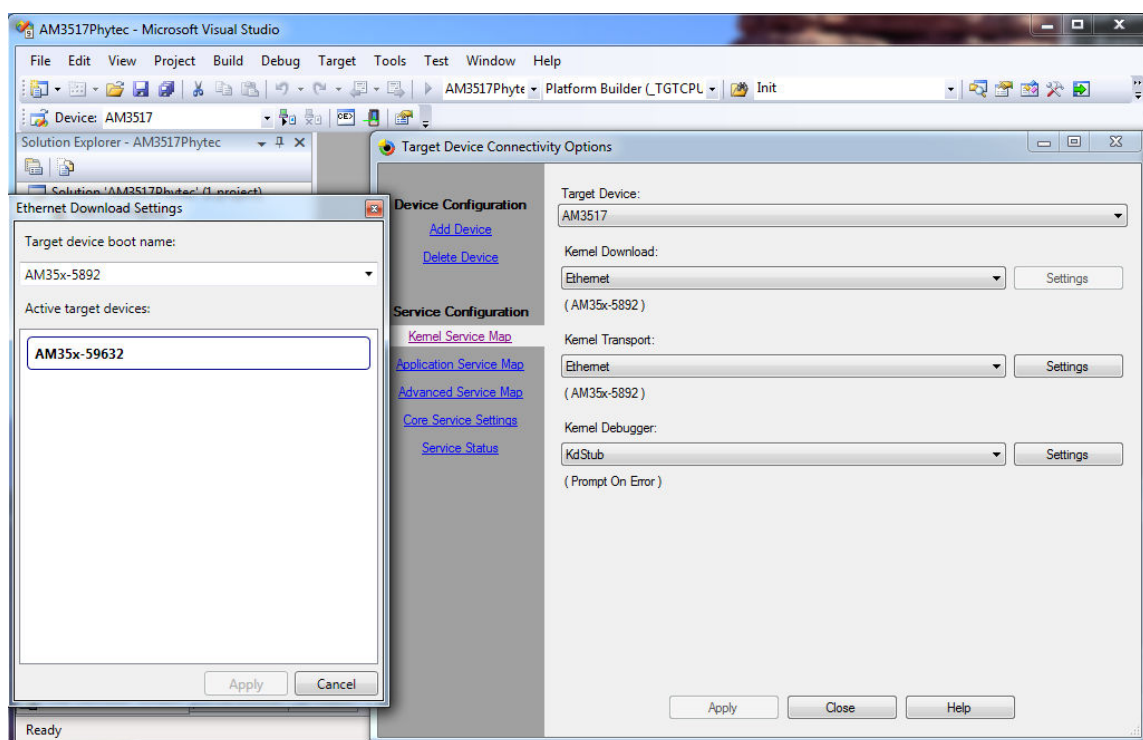 AM3517Phytec - Microsoft Visual Studio
File Edit View Project Build Debug Target Tools Test Window Help
AM3517Phyte Platform Builder (_TGTCPU Init
Device: AM3517
Solution Explorer - AM3517Phytec
Solution 'AM3517Phytec' (1 project)
Ethernet Download Settings
Target device boot name:
AM35x-5892
Active target devices:
AM35x-59632
Apply Cancel
Ready
Target Device Connectivity Options
Device Configuration
Add Device
Delete Device
Service Configuration
Kernel Service Map
Application Service Map
Advanced Service Map
Core Service Settings
Service Status
Target Device:
AM3517
Kernel Download:
Ethernet Settings
( AM35x-5892 )
Kernel Transport:
Ethernet Settings
( AM35x-5892 )
Kernel Debugger:
KdStub Settings
( Prompt On Error )
Apply Close Help